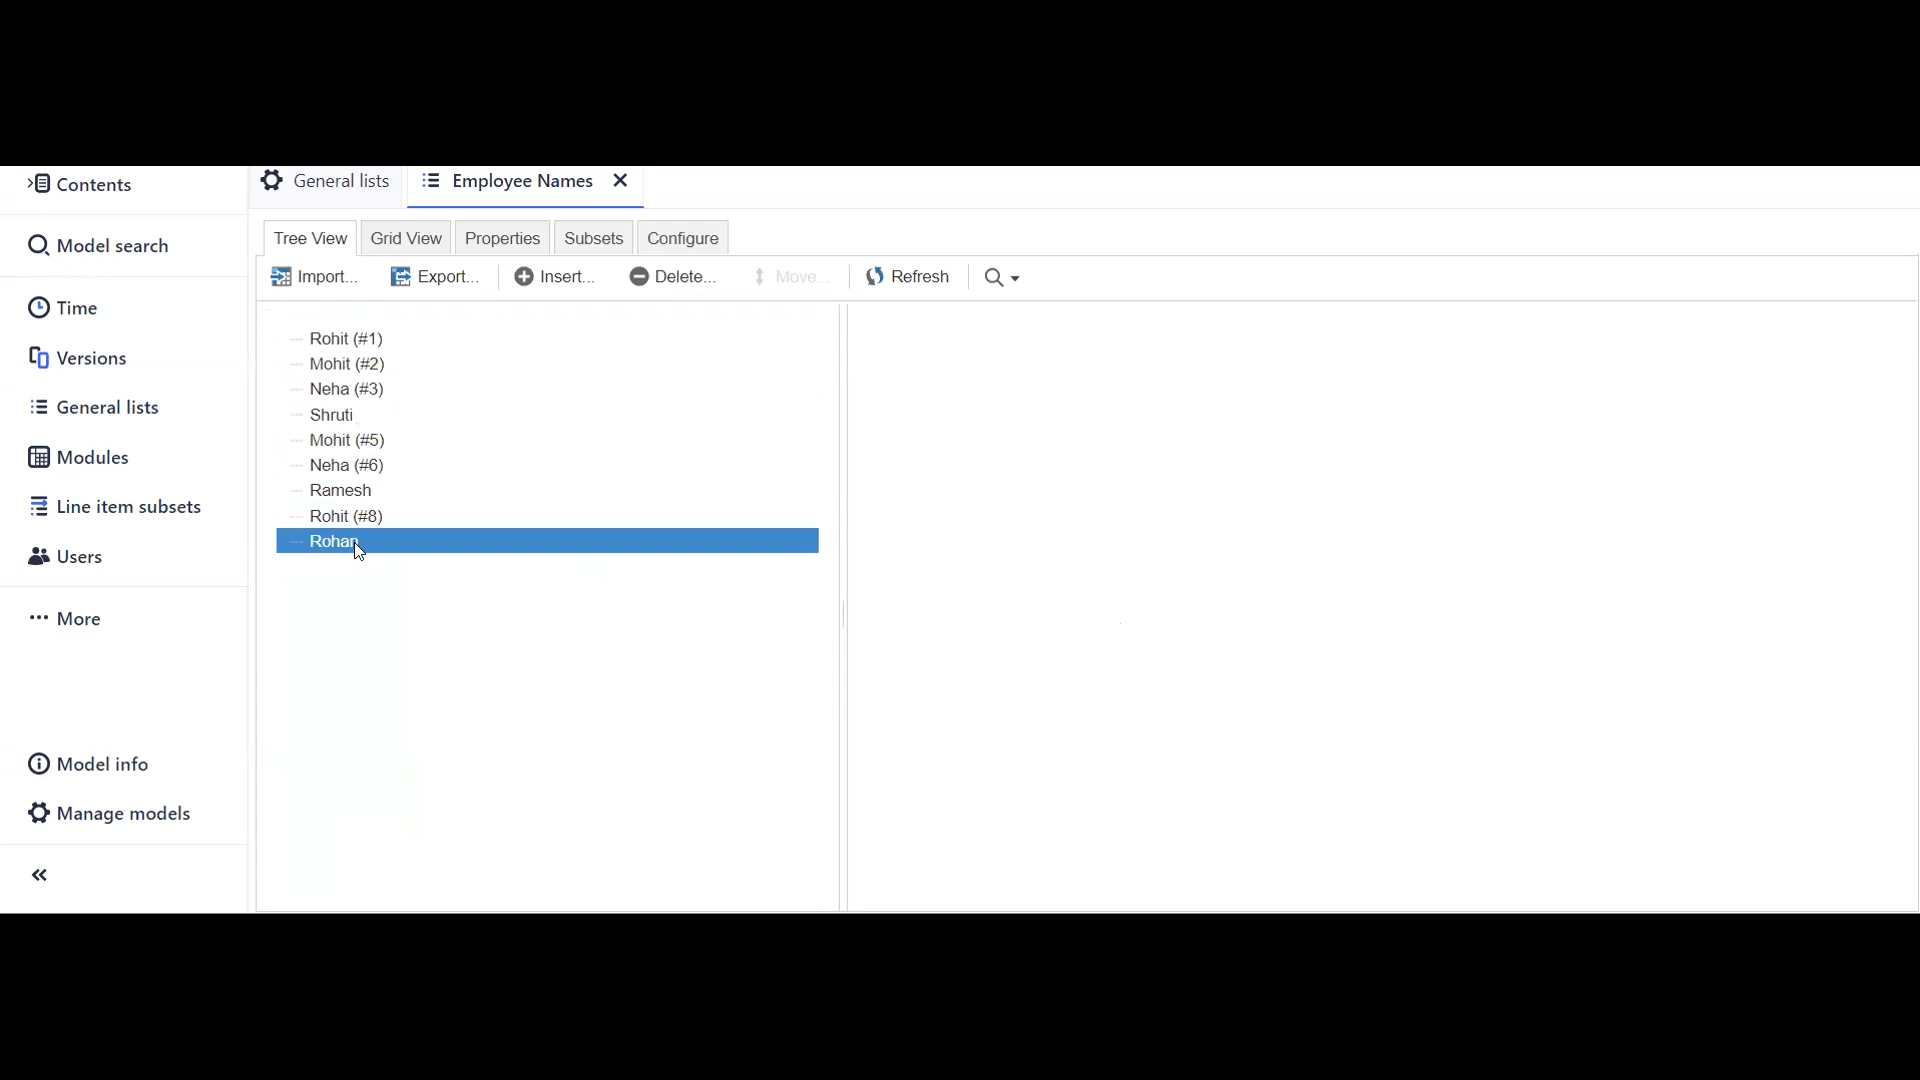 Contents
Model search
Time
Versions
General lists
Modules
Line item subsets
Users
More
Model info
Manage models
General lists Employee Names
Tree View Grid View Properties Subsets Configure
Import... Export... Insert... Delete... Move... Refresh
Rohit (#1)
Mohit (#2)
Neha (#3)
Shruti
Mohit (#5)
Neha (#6)
Ramesh
Rohit (#8)
Rohan